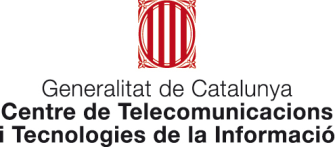 Generalitat de Catalunya
Centre de Telecomunicacions
i Tecnologies de la Informació